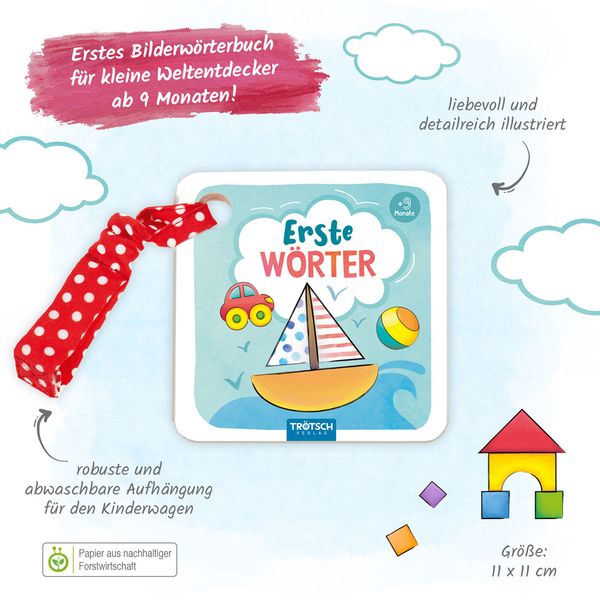 Erstes Bilderwörterbuch
für kleine Weltentdecker
ab 9 Monaten!
liebevoll und
detailreich illustriert
+9
Monate
Erste
WÖRTER
TRÖTSCH
VERLAG
robuste und
abwaschbare Aufhängung
für den Kinderwagen
Papier aus nachhaltiger
Forstwirtschaft
Größe:
11 x 11 cm